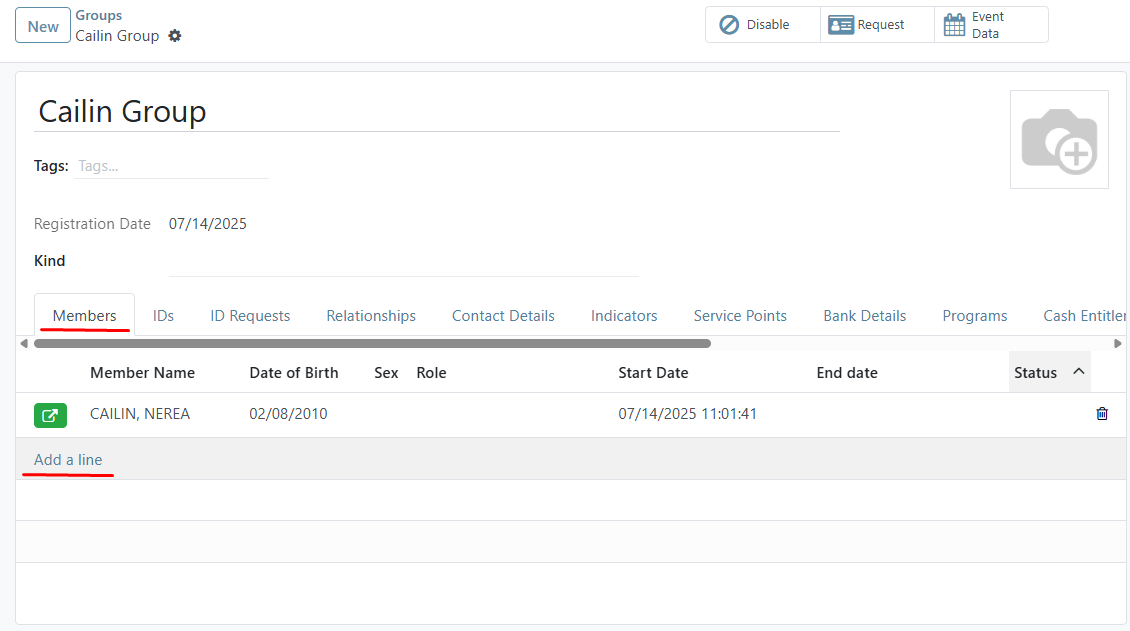 New
Groups
Cailin Group
Disable
Request
Event
Data
Cailin Group
Tags: Tags...
Registration Date 07/14/2025
Kind
Members IDs ID Requests Relationships Contact Details Indicators Service Points Bank Details Programs Cash Entitler
Member Name Date of Birth Sex Role Start Date End date Status
CAILIN, NEREA 02/08/2010 07/14/2025 11:01:41
Add a line